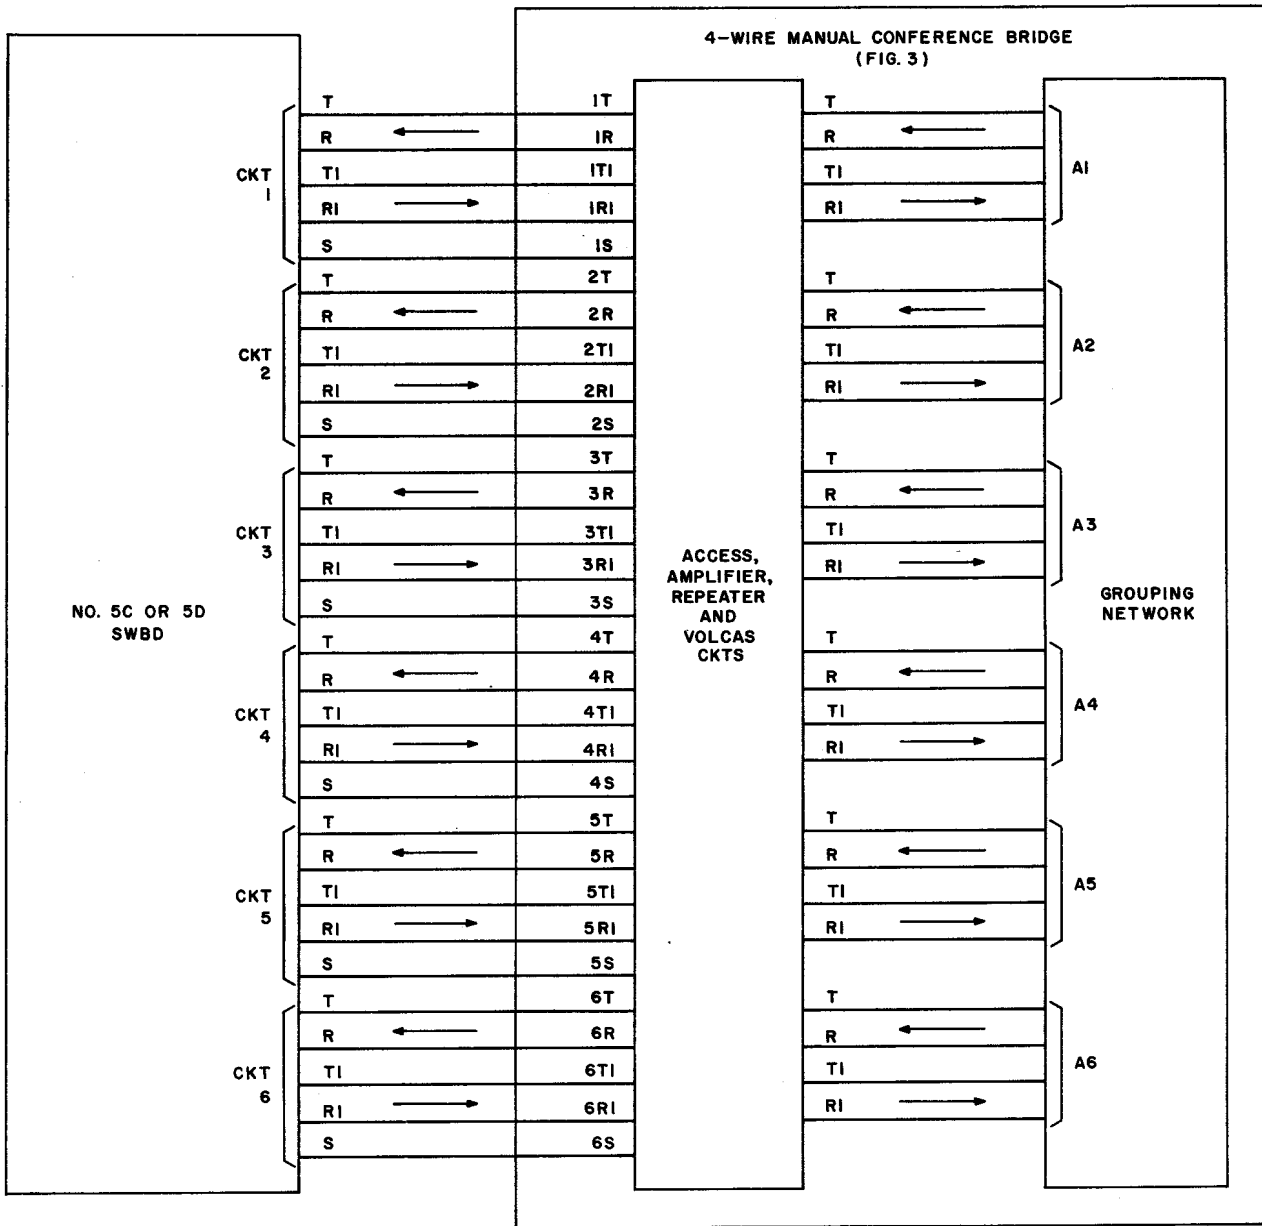 4-WIRE MANUAL CONFERENCE BRIDGE
(FIG. 3)
NO. 5C OR 5D
SWBD
ACCESS,
AMPLIFIER,
REPEATER
AND
VOLCAS
CKTS
GROUPING
NETWORK
CKT
1
T 1T T
R 1R R
T1 1T1 T1
R1 1R1 R1
S 1S
A1
CKT
2
T 2T T
R 2R R
T1 2T1 T1
R1 2R1 R1
S 2S
A2
CKT
3
T 3T T
R 3R R
T1 3T1 T1
R1 3R1 R1
S 3S
A3
CKT
4
T 4T T
R 4R R
T1 4T1 T1
R1 4R1 R1
S 4S
A4
CKT
5
T 5T T
R 5R R
T1 5T1 T1
R1 5R1 R1
S 5S
A5
CKT
6
T 6T T
R 6R R
T1 6T1 T1
R1 6R1 R1
S 6S
A6